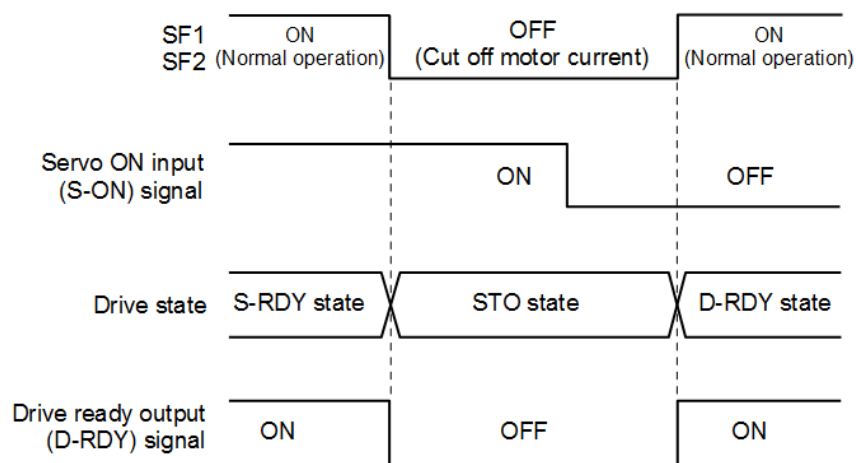 SF1
SF2
ON
(Normal operation)
OFF
(Cut off motor current)
ON
(Normal operation)
Servo ON input
(S-ON) signal
ON
OFF
Drive state
S-RDY state
STO state
D-RDY state
Drive ready output
(D-RDY) signal
ON
OFF
ON